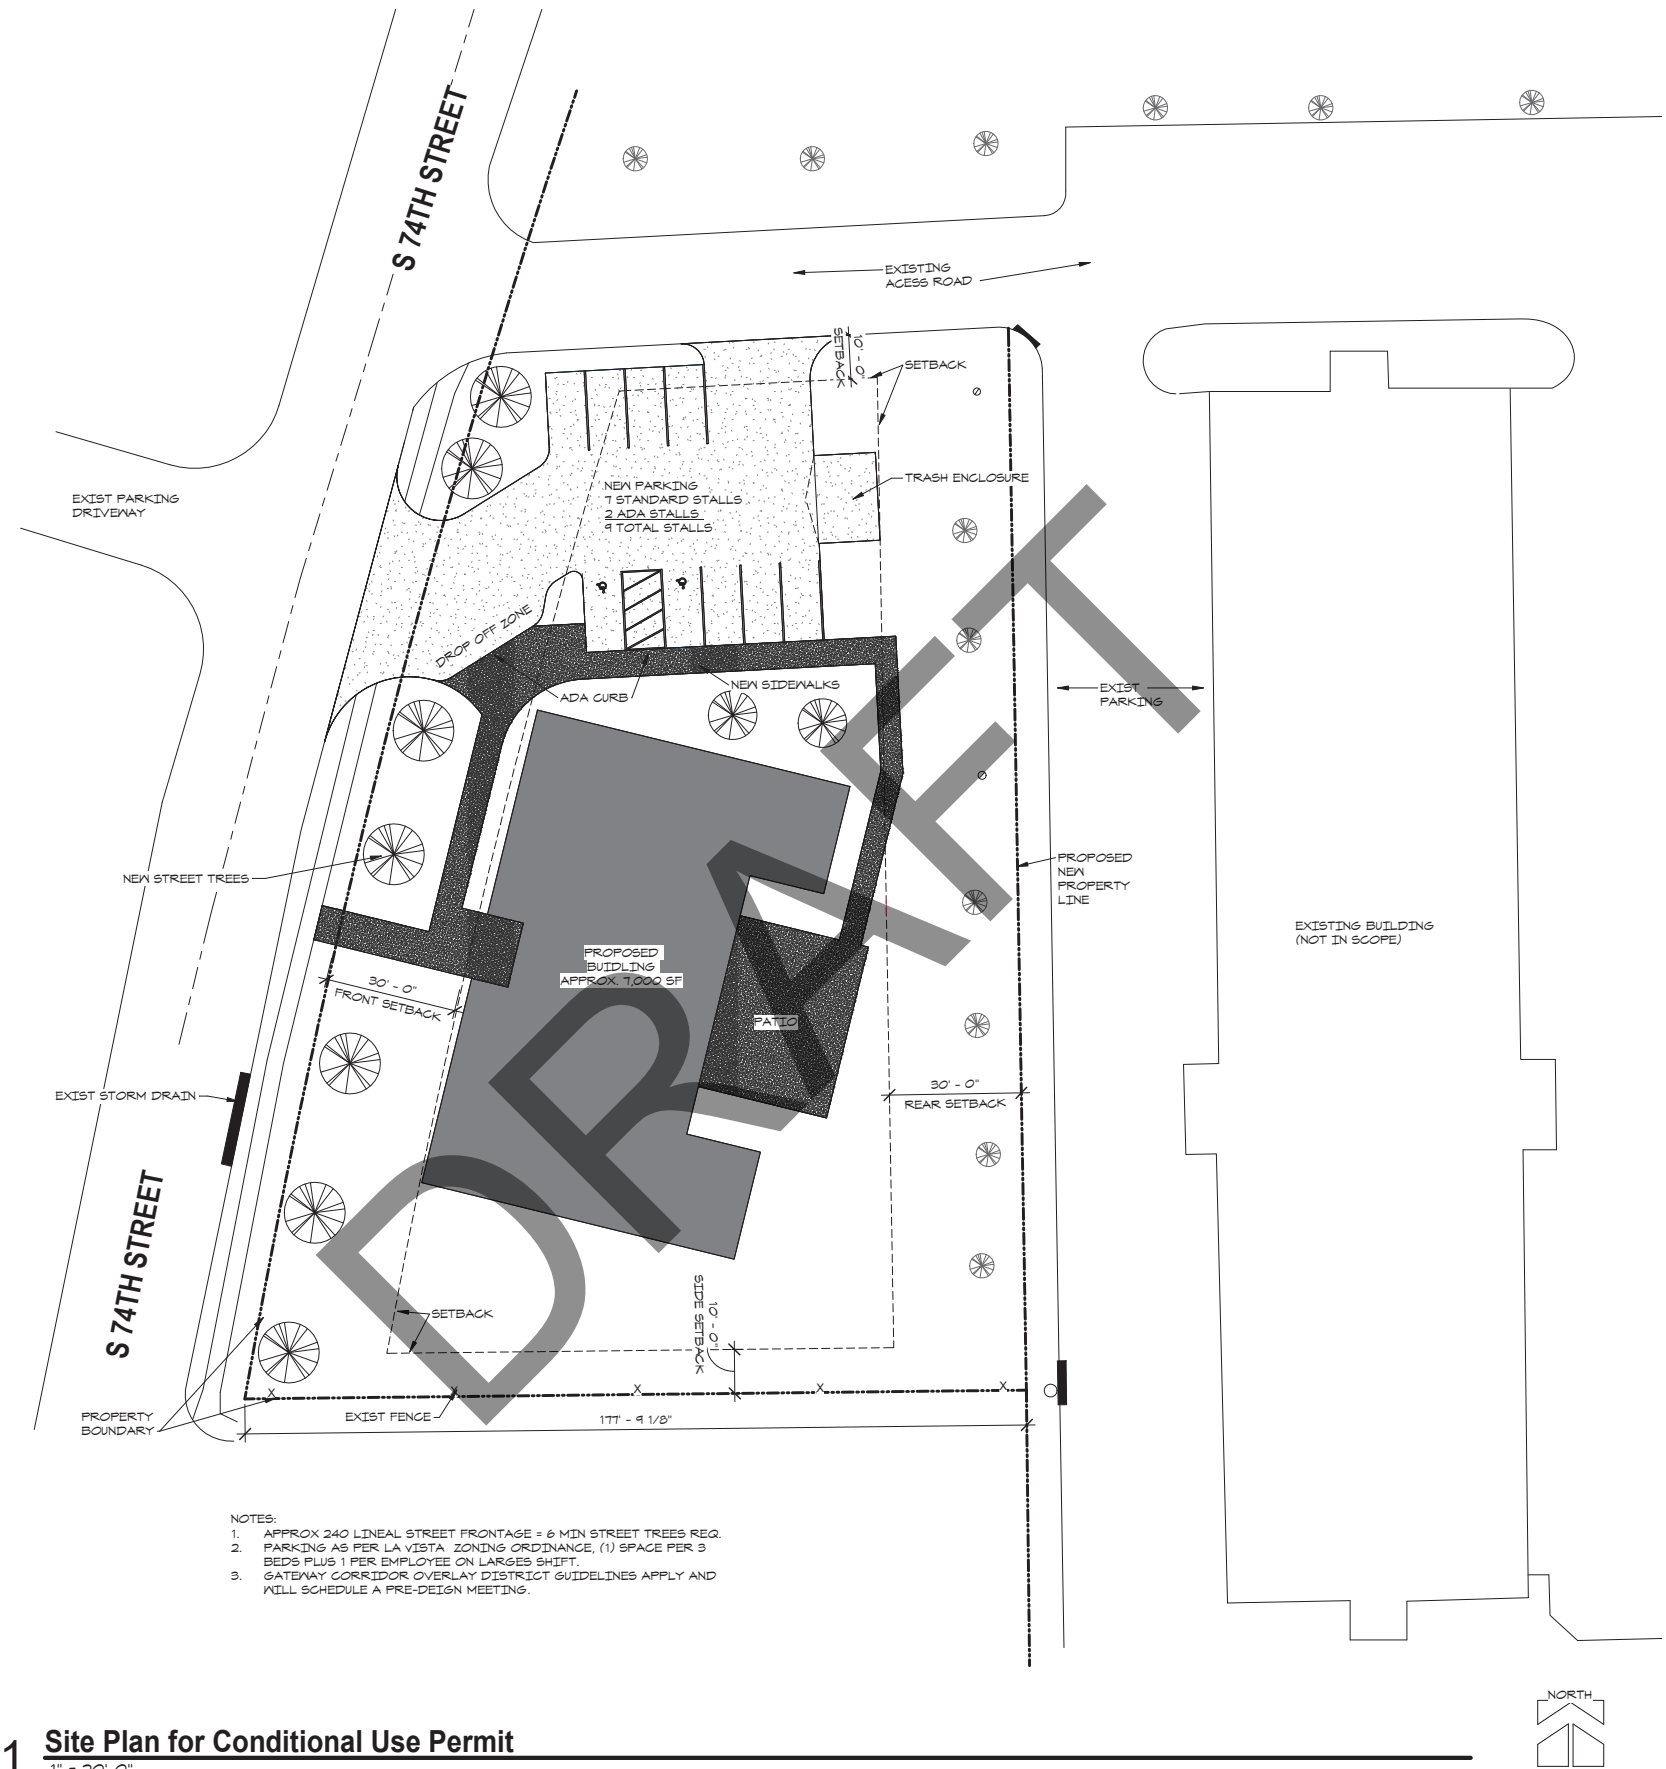 S 74TH STREET
EXISTING
ACESS ROAD
10' - 0"
SETBACK
SETBACK
EXIST PARKING
DRIVEWAY
NEW PARKING
7 STANDARD STALLS
2 ADA STALLS
9 TOTAL STALLS
TRASH ENCLOSURE
DROP OFF ZONE
ADA CURB
NEW SIDEWALKS
EXIST
PARKING
NEW STREET TREES
PROPOSED
NEW
PROPERTY
LINE
EXISTING BUILDING
(NOT IN SCOPE)
PROPOSED
BUIDLING
APPROX. 7,000 SF
30' - 0"
FRONT SETBACK
PATIO
EXIST STORM DRAIN
30' - 0"
REAR SETBACK
S 74TH STREET
SETBACK
10' - 0"
SIDE SETBACK
X X X X X
PROPERTY
BOUNDARY
EXIST FENCE
177' - 9 1/8"
DRAFT
NOTES:
1. APPROX 240 LINEAL STREET FRONTAGE = 6 MIN STREET TREES REQ.
2. PARKING AS PER LA VISTA ZONING ORDINANCE, (1) SPACE PER 3
BEDS PLUS 1 PER EMPLOYEE ON LARGES SHIFT.
3. GATEWAY CORRIDOR OVERLAY DISTRICT GUIDELINES APPLY AND
WILL SCHEDULE A PRE-DEIGN MEETING.
NORTH
1 Site Plan for Conditional Use Permit